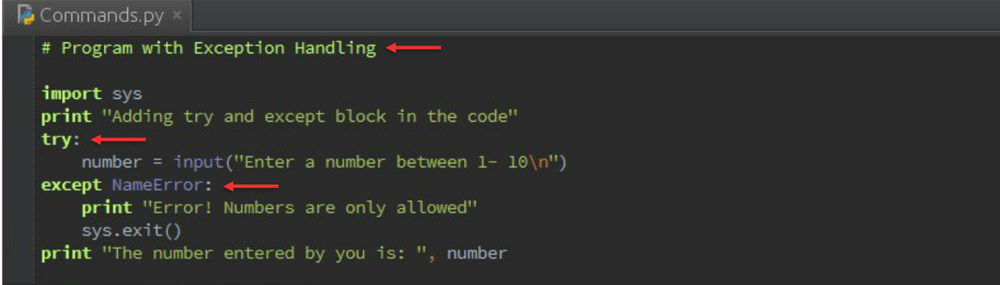 Commands.py ×
# Program with Exception Handling
import sys
print "Adding try and except block in the code"
try:
number = input("Enter a number between 1- 10\n")
except NameError:
print "Error! Numbers are only allowed"
sys.exit()
print "The number entered by you is: ", number